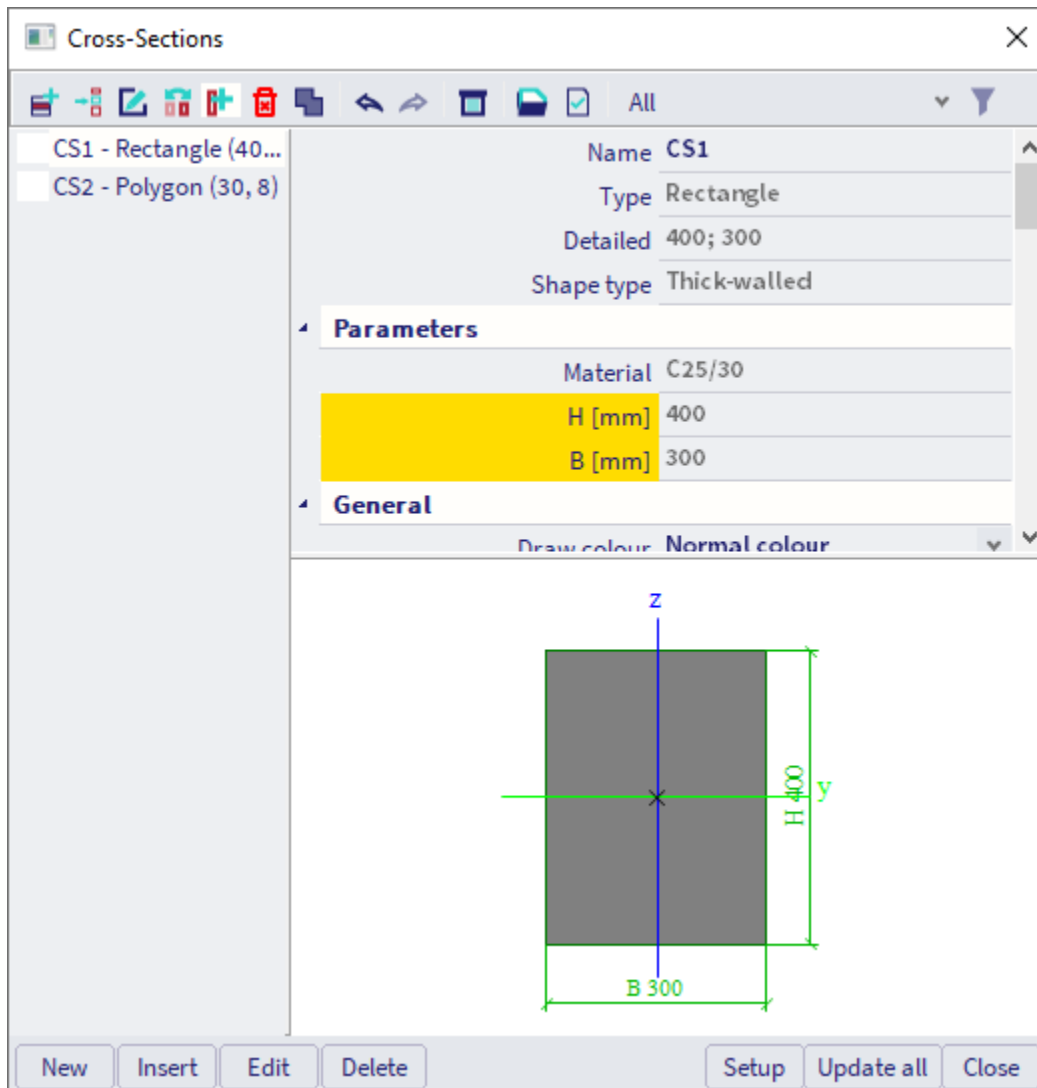 Cross-Sections
All
CS1 - Rectangle (40...
CS2 - Polygon (30, 8)
Name CS1
Type Rectangle
Detailed 400; 300
Shape type Thick-walled
Parameters
Material C25/30
H [mm] 400
B [mm] 300
General
Draw colour Normal colour
z
y
H 400
B 300
New Insert Edit Delete Setup Update all Close